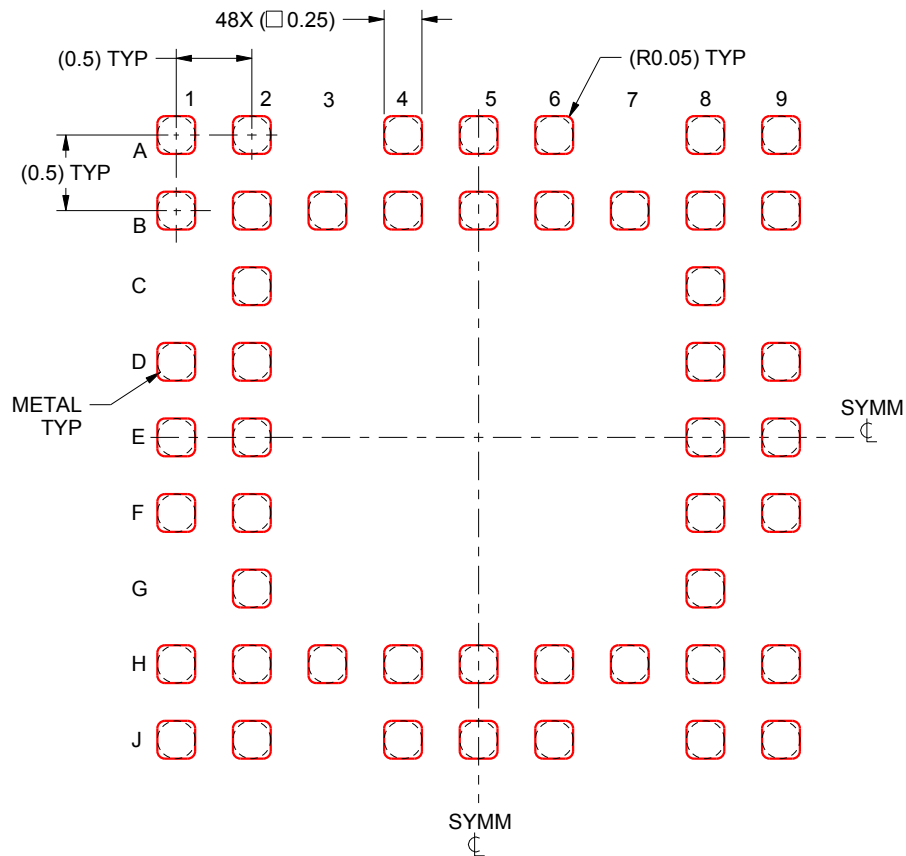 48X (□ 0.25)
(0.5) TYP
(R0.05) TYP
1 2 3 4 5 6 7 8 9
A
(0.5) TYP
B
C
D
METAL
TYP
E
SYMM
℄
F
G
H
J
SYMM
℄